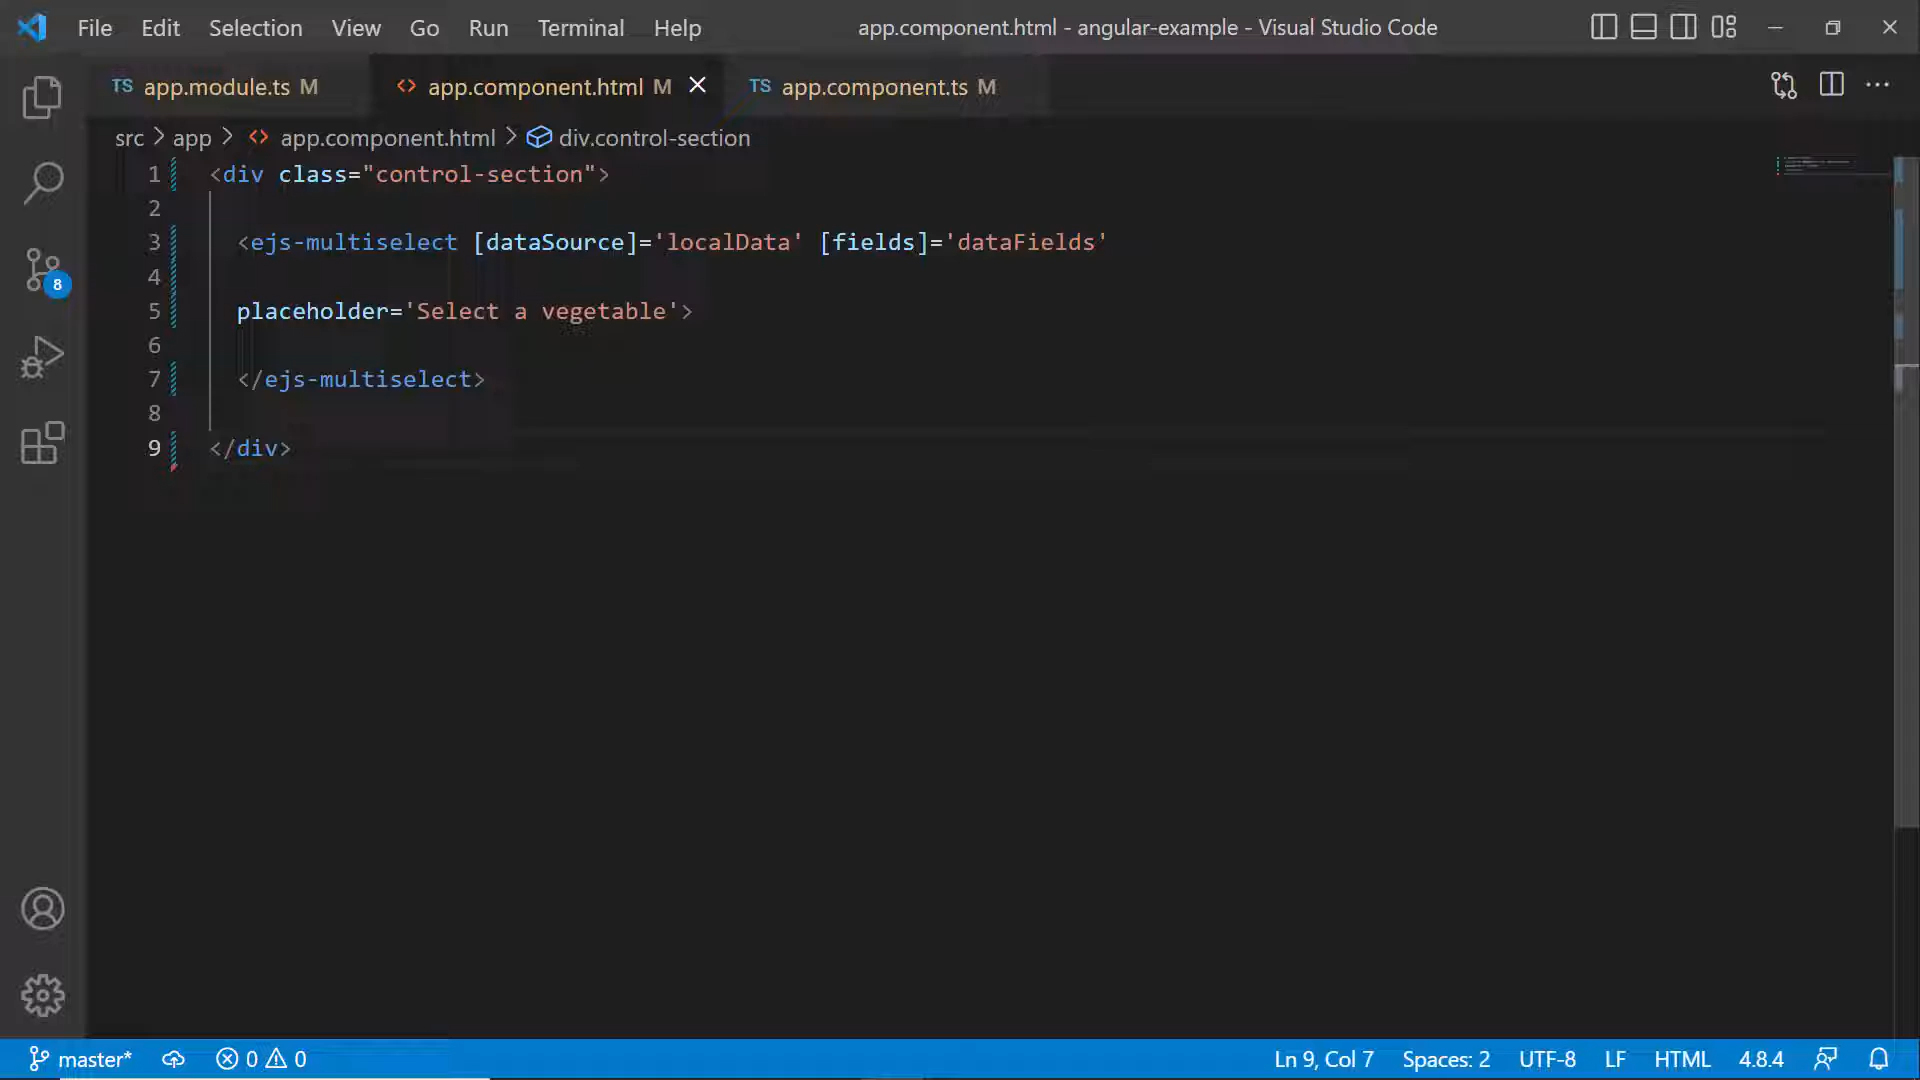 File Edit Selection View Go Run Terminal Help app.component.html - angular-example - Visual Studio Code
TS app.module.ts M <> app.component.html M TS app.component.ts M
src > app > <> app.component.html > div.control-section
1 <div class="control-section">
2
3 <ejs-multiselect [dataSource]='localData' [fields]='dataFields'
4
5 placeholder='Select a vegetable'>
6
7 </ejs-multiselect>
8
9 </div>
8
master* 0 0 Ln 9, Col 7 Spaces: 2 UTF-8 LF HTML 4.8.4